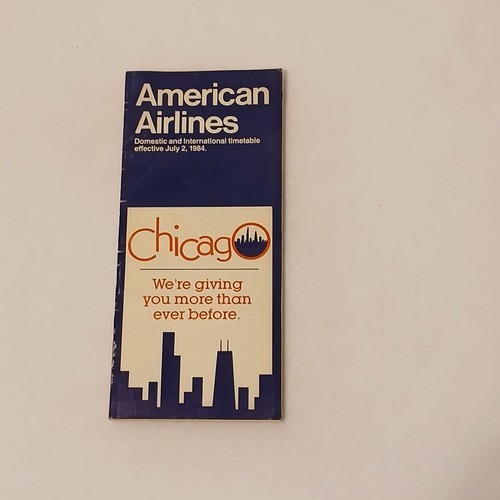 American
Airlines
Domestic and International timetable
effective July 2, 1984.
Chicago
We're giving
you more than
ever before.